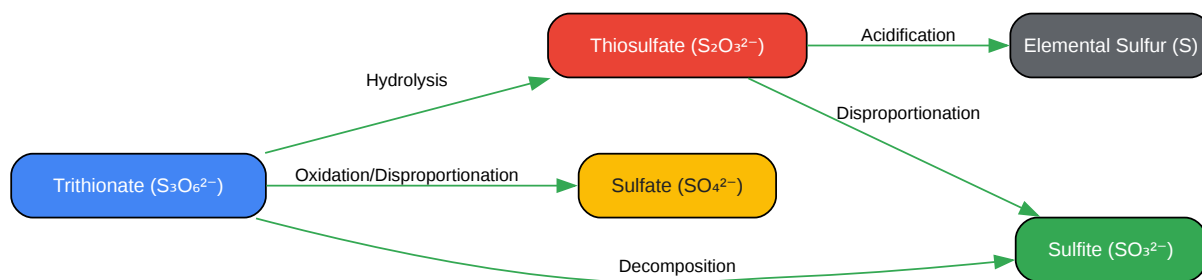 Thiosulfate (S₂O₃²⁻)
Acidification
Elemental Sulfur (S)
Hydrolysis
Disproportionation
Trithionate (S₃O₆²⁻)
Oxidation/Disproportionation
Sulfate (SO₄²⁻)
Sulfite (SO₃²⁻)
Decomposition